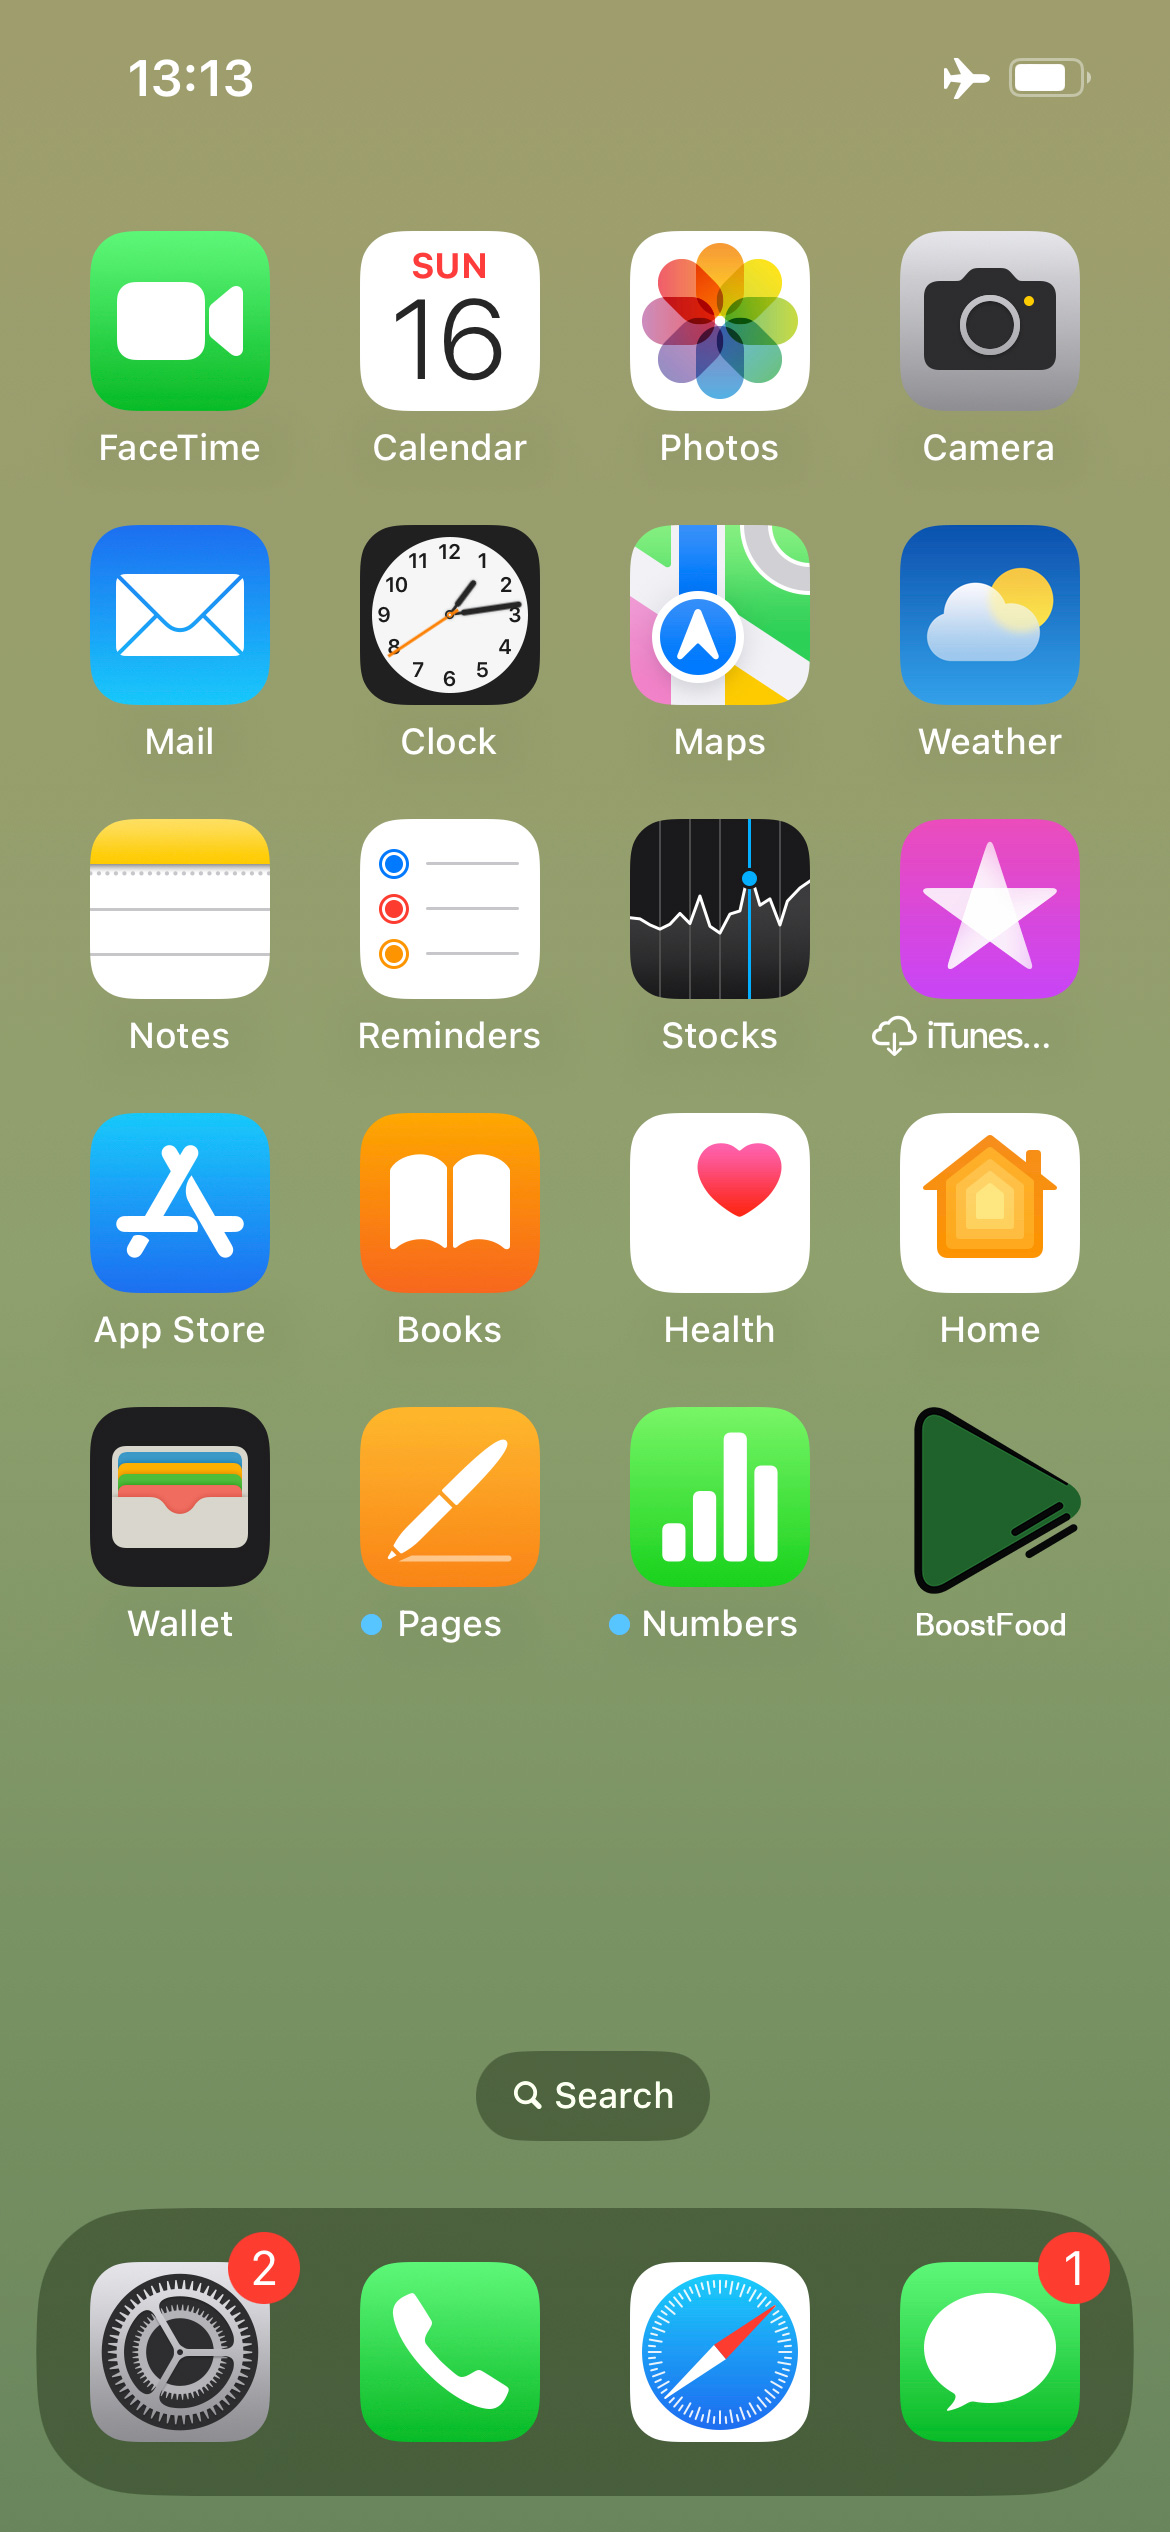 13:13
SUN
16
FaceTime
Calendar
Photos
Camera
12
11
1
10
2
9
3
8
4
7
5
6
Mail
Clock
Maps
Weather
Notes
Reminders
Stocks
iTunes...
App Store
Books
Health
Home
Wallet
Pages
Numbers
BoostFood
Search
2
1